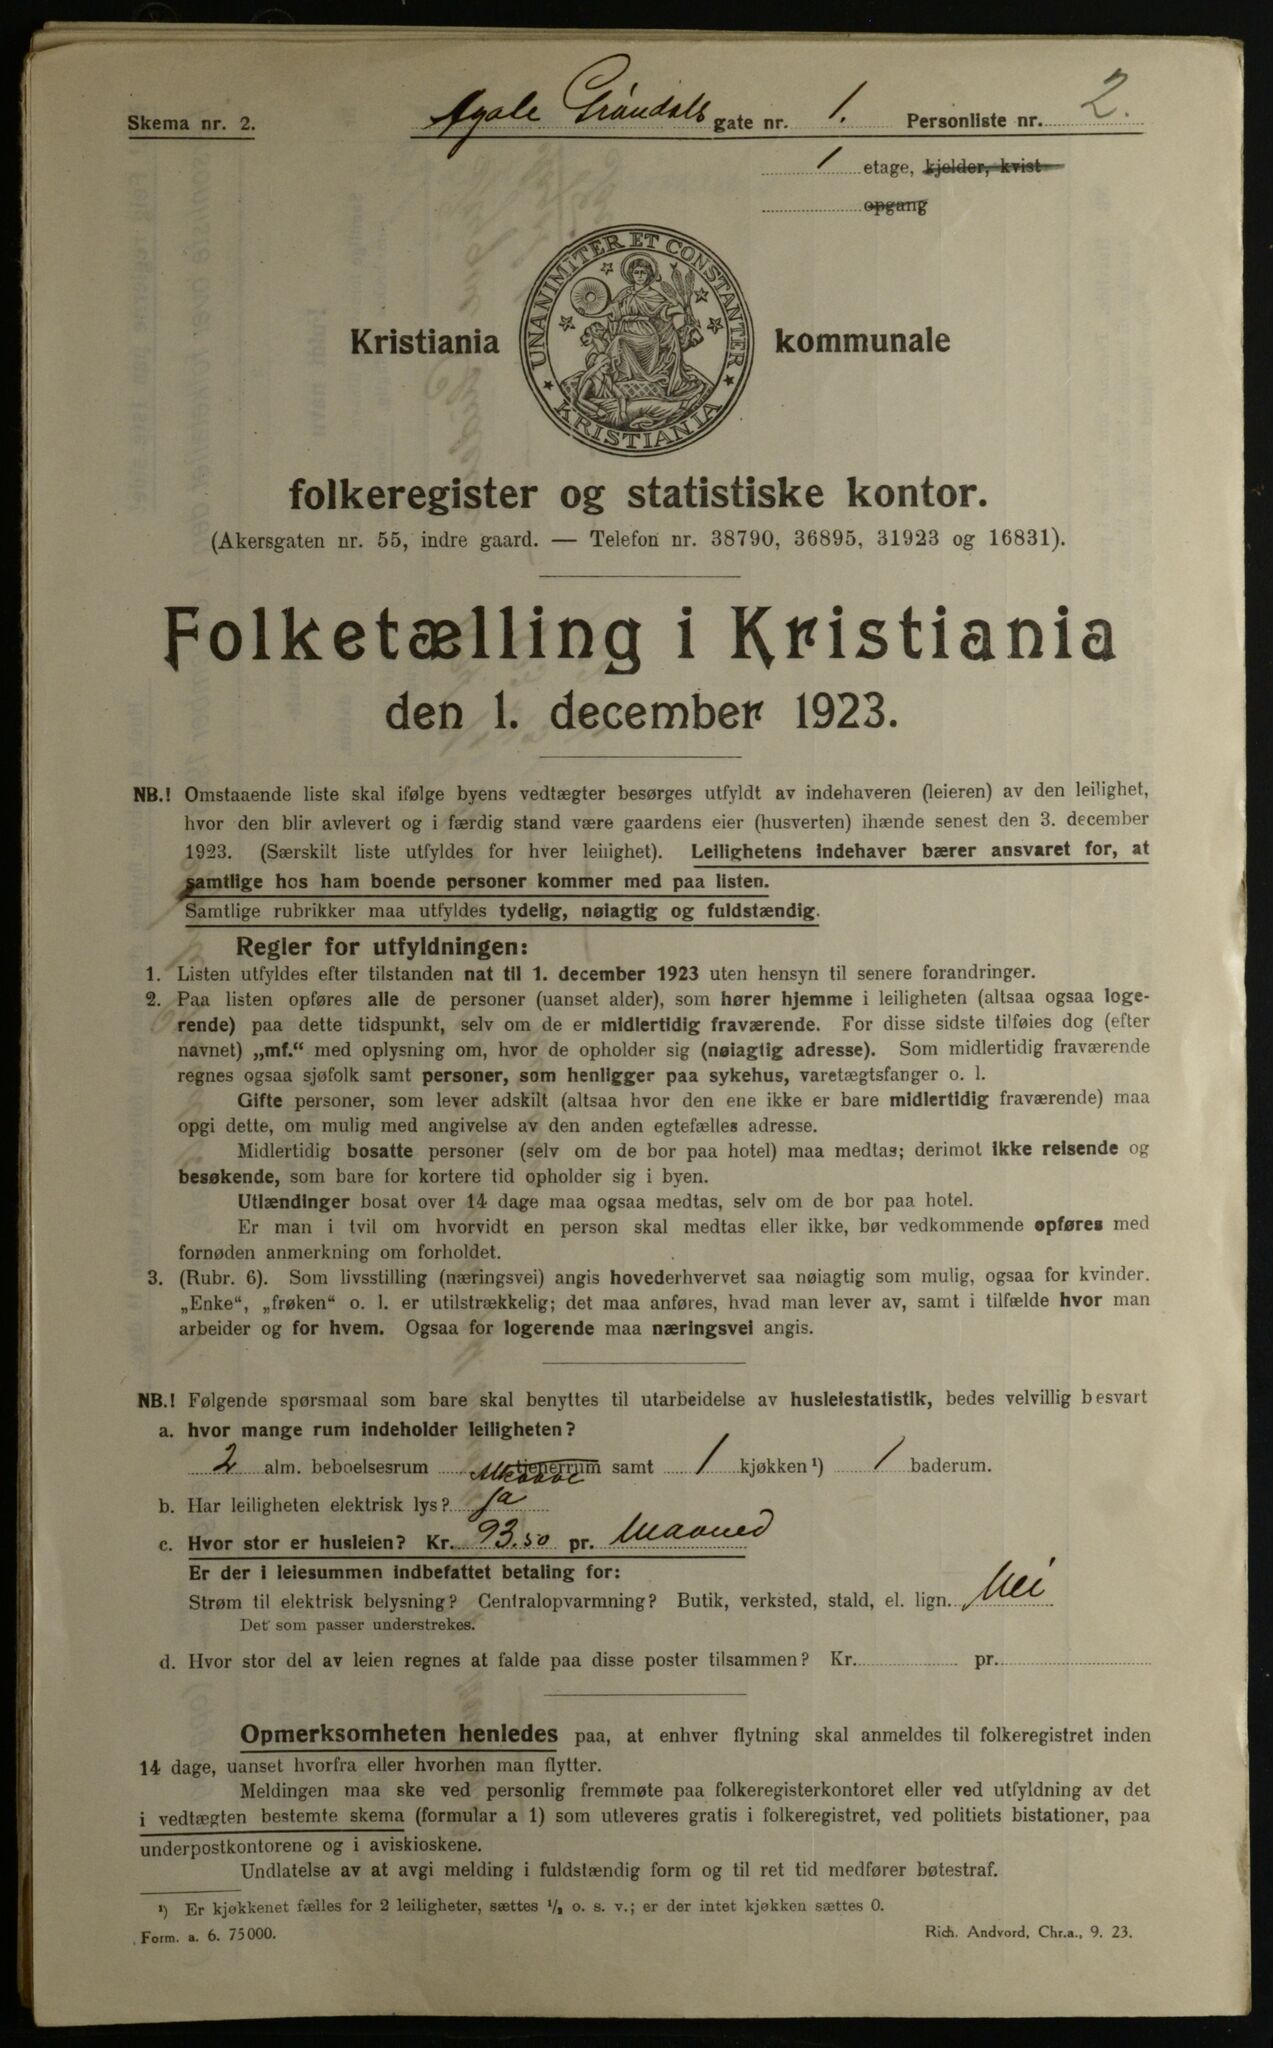 Skema nr. 2.
Agate Grøndals gate nr. 1. Personliste nr. 2.
1 etage, kjelder, kvist
opgang
UNANIMITER ET CONSTANTER
KRISTIANIA
Kristiania kommunale
folkeregister og statistiske kontor.
(Akersgaten nr. 55, indre gaard. — Telefon nr. 38790, 36895, 31923 og 16831).
Folketælling i Kristiania
den 1. december 1923.
NB.! Omstaaende liste skal ifølge byens vedtægter besørges utfyldt av indehaveren (leieren) av den leilighet,
hvor den blir avlevert og i færdig stand være gaardens eier (husverten) ihænde senest den 3. december
1923. (Særskilt liste utfyldes for hver leilighet). Leilighetens indehaver bærer ansvaret for, at
samtlige hos ham boende personer kommer med paa listen.
Samtlige rubrikker maa utfyldes tydelig, nøiagtig og fuldstændig.
Regler for utfyldningen:
1. Listen utfyldes efter tilstanden nat til 1. december 1923 uten hensyn til senere forandringer.
2. Paa listen opføres alle de personer (uanset alder), som hører hjemme i leiligheten (altsaa ogsaa loge-
rende) paa dette tidspunkt, selv om de er midlertidig fraværende. For disse sidste tilføies dog (efter
navnet) „mf.“ med oplysning om, hvor de opholder sig (nøiagtig adresse). Som midlertidig fraværende
regnes ogsaa sjøfolk samt personer, som henligger paa sykehus, varetægtsfanger o. l.
Gifte personer, som lever adskilt (altsaa hvor den ene ikke er bare midlertidig fraværende) maa
opgi dette, om mulig med angivelse av den anden egtefælles adresse.
Midlertidig bosatte personer (selv om de bor paa hotel) maa medtas; derimot ikke reisende og
besøkende, som bare for kortere tid opholder sig i byen.
Utlændinger bosat over 14 dage maa ogsaa medtas, selv om de bor paa hotel.
Er man i tvil om hvorvidt en person skal medtas eller ikke, bør vedkommende opføres med
fornøden anmerkning om forholdet.
3. (Rubr. 6). Som livsstilling (næringsvei) angis hovederhvervet saa nøiagtig som mulig, ogsaa for kvinder.
„Enke“, „frøken“ o. l. er utilstrækkelig; det maa anføres, hvad man lever av, samt i tilfælde hvor man
arbeider og for hvem. Ogsaa for logerende maa næringsvei angis.
NB.! Følgende spørsmaal som bare skal benyttes til utarbeidelse av husleiestatistik, bedes velvillig besvart
a. hvor mange rum indeholder leiligheten?
2 alm. beboelsesrum tjenerrum samt 1 kjøkken ¹) 1 baderum.
b. Har leiligheten elektrisk lys? Ja
c. Hvor stor er husleien? Kr. 93.50 pr. Maaned
Er der i leiesummen indbefattet betaling for:
Strøm til elektrisk belysning? Centralopvarmning? Butik, verksted, stald, el. lign. Nei
Det som passer understrekes.
d. Hvor stor del av leien regnes at falde paa disse poster tilsammen? Kr. pr.
Opmerksomheten henledes paa, at enhver flytning skal anmeldes til folkeregistret inden
14 dage, uanset hvorfra eller hvorhen man flytter.
Meldingen maa ske ved personlig fremmøte paa folkeregisterkontoret eller ved utfyldning av det
i vedtægten bestemte skema (formular a 1) som utleveres gratis i folkeregistret, ved politiets bistationer, paa
underpostkontorene og i aviskioskene.
Undlatelse av at avgi melding i fuldstændig form og til ret tid medfører bøtestraf.
¹) Er kjøkkenet fælles for 2 leiligheter, sættes ½ o. s. v.; er der intet kjøkken sættes 0.
Form. a. 6. 75000. Rich. Andvord, Chr.a., 9. 23.